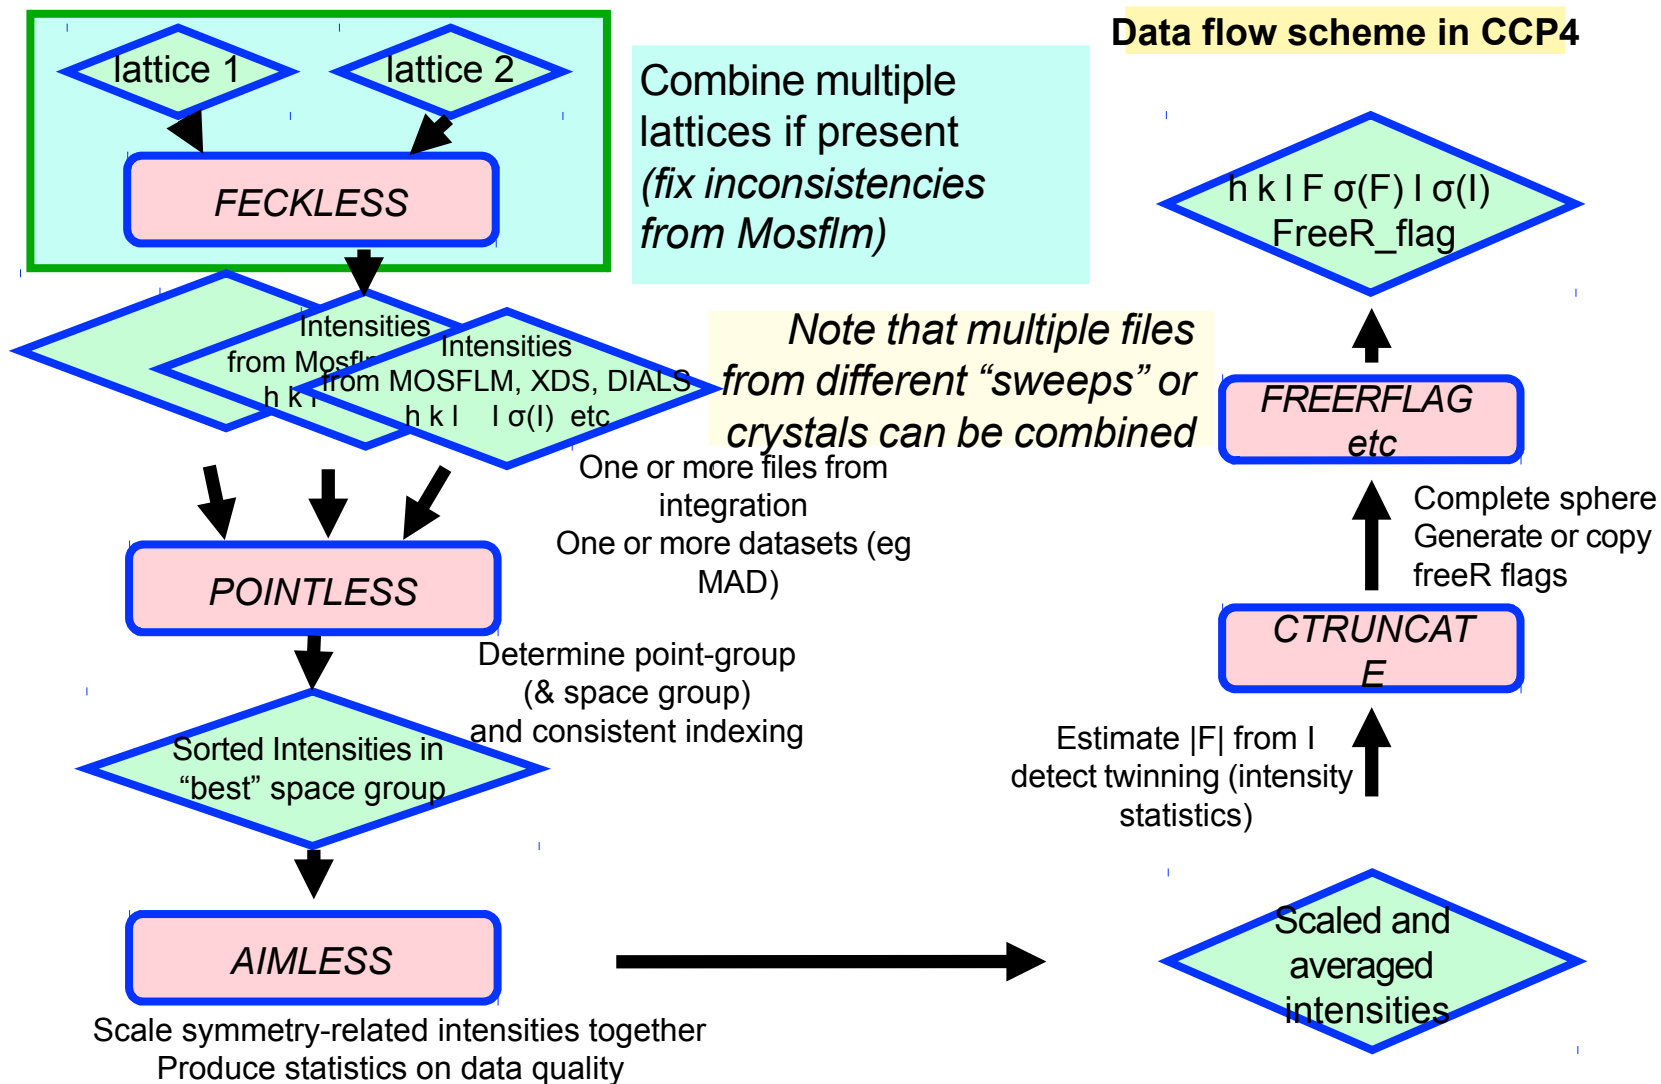 Data flow scheme in CCP4
lattice 1
lattice 2
FECKLESS
Combine multiple
lattices if present
(fix inconsistencies
from Mosflm)
Intensities
from Mosflm
h k l
Intensities
from MOSFLM, XDS, DIALS
h k l I σ(I) etc
Note that multiple files
from different “sweeps” or
crystals can be combined
One or more files from
integration
One or more datasets (eg
MAD)
POINTLESS
Determine point-group
(& space group)
and consistent indexing
Sorted Intensities in
“best” space group
AIMLESS
Scale symmetry-related intensities together
Produce statistics on data quality
Scaled and
averaged
intensities
Estimate |F| from I
detect twinning (intensity
statistics)
CTRUNCAT
E
Complete sphere
Generate or copy
freeR flags
FREERFLAG
etc
h k l F σ(F) I σ(I)
FreeR_flag